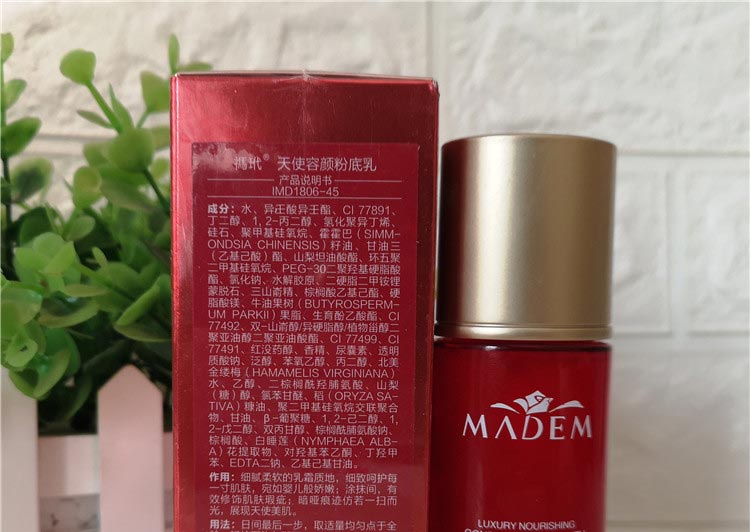 媽玳® 天使容颜粉底乳
产品说明书
IMD1806-45
成分：水、异壬酸异壬酯、CI 77891、
丁二醇、1, 2-丙二醇、氢化聚异丁烯、
硅石、聚甲基硅氧烷、霍霍巴 (SIMM-
ONDSIA CHINENSIS) 籽油、甘油三
(乙基己酸) 酯、山梨坦油酸酯、环五聚
二甲基硅氧烷、PEG-30二聚羟基硬脂酸
酯、氯化钠、水解胶原、二硬脂二甲铵锂
蒙脱石、三山嵛精、棕榈酸乙基己酯、硬
脂酸镁、牛油果树 (BUTYROSPERM-
UM PARKII) 果脂、生育酚乙酸酯、CI
77492、双-山嵛醇/异硬脂醇/植物甾醇二
聚亚油醇二聚亚油酸酯、CI 77499、CI
77491、红没药醇、香精、尿囊素、透明
质酸钠、泛醇、苯氧乙醇、丙二醇、北美
金缕梅 (HAMAMELIS VIRGINIANA)
水、乙醇、二棕榈酰羟脯氨酸、山梨
(糖) 醇、氯苯甘醚、稻 (ORYZA SA-
TIVA) 糠油、聚二甲基硅氧烷交联聚合
物、甘油、β-葡聚糖、1, 2-己二醇、1,
2-戊二醇、双丙甘醇、棕榈酰脯氨酸钠、
棕榈酸、白睡莲 (NYMPHAEA ALB-
A) 花提取物、对羟基苯乙酮、丁羟甲
苯、EDTA二钠、乙基己基甘油。
作用：细腻柔软的乳霜质地，细致呵护每
一寸肌肤，宛如婴儿般娇嫩；涂抹间，有
效修饰肌肤瑕疵；暗哑痕迹仿若一扫而
光，展现天使美肌。
用法：日间最后一步，取适量均匀点于全
MADEM
LUXURY NOURISHING